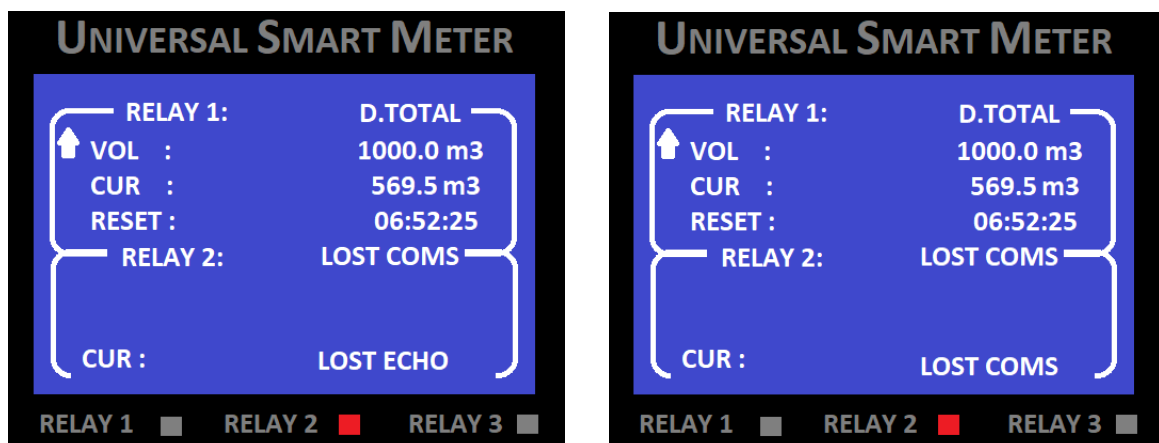 UNIVERSAL SMART METER
RELAY 1: D.TOTAL
VOL : 1000.0 m3
CUR : 569.5 m3
RESET : 06:52:25
RELAY 2: LOST COMS
CUR : LOST ECHO
RELAY 1 RELAY 2 RELAY 3
UNIVERSAL SMART METER
RELAY 1: D.TOTAL
VOL : 1000.0 m3
CUR : 569.5 m3
RESET : 06:52:25
RELAY 2: LOST COMS
CUR : LOST COMS
RELAY 1 RELAY 2 RELAY 3